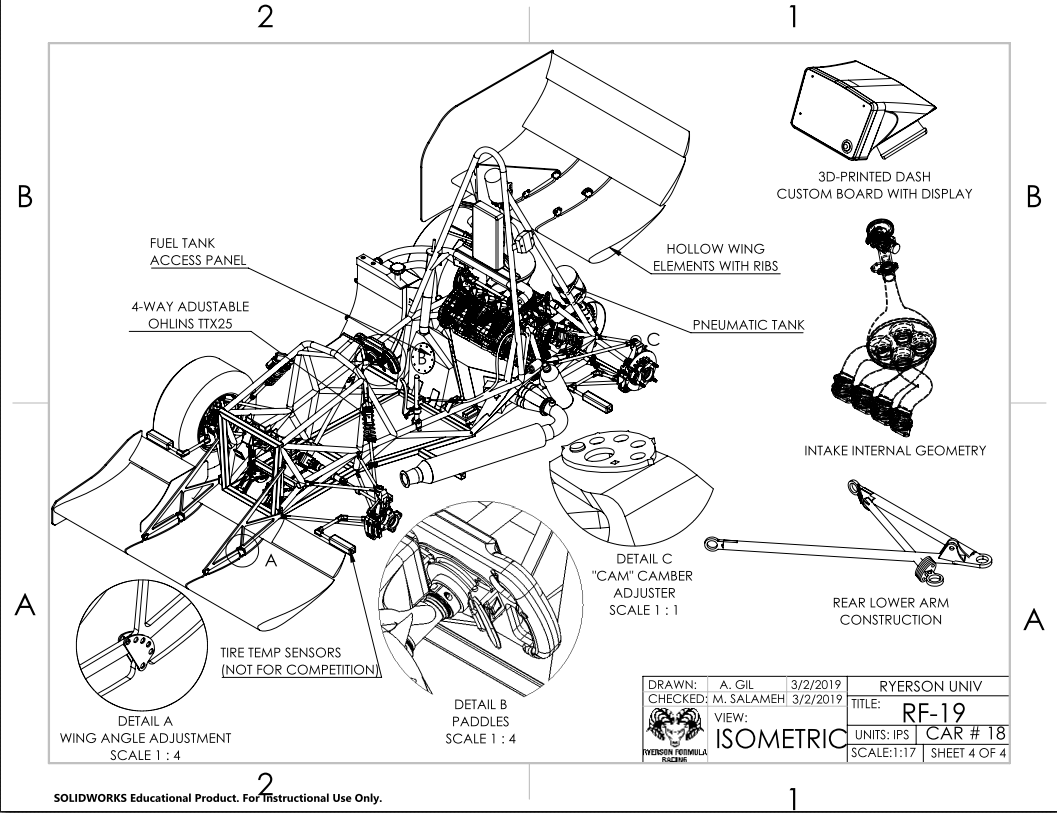 2
1
B
B
3D-PRINTED DASH
CUSTOM BOARD WITH DISPLAY
FUEL TANK
ACCESS PANEL
HOLLOW WING
ELEMENTS WITH RIBS
4-WAY ADUSTABLE
OHLINS TTX25
PNEUMATIC TANK
C
B
INTAKE INTERNAL GEOMETRY
A
DETAIL C
"CAM" CAMBER
ADJUSTER
SCALE 1 : 1
REAR LOWER ARM
CONSTRUCTION
A
A
TIRE TEMP SENSORS
(NOT FOR COMPETITION)
DETAIL A
WING ANGLE ADJUSTMENT
SCALE 1 : 4
DETAIL B
PADDLES
SCALE 1 : 4
DRAWN: A. GIL 3/2/2019
CHECKED: M. SALAMEH 3/2/2019
RYERSON FORMULA
RACING
VIEW:
ISOMETRIC
RYERSON UNIV
TITLE:
RF-19
UNITS: IPS CAR # 18
SCALE:1:17 SHEET 4 OF 4
2
1
SOLIDWORKS Educational Product. For Instructional Use Only.